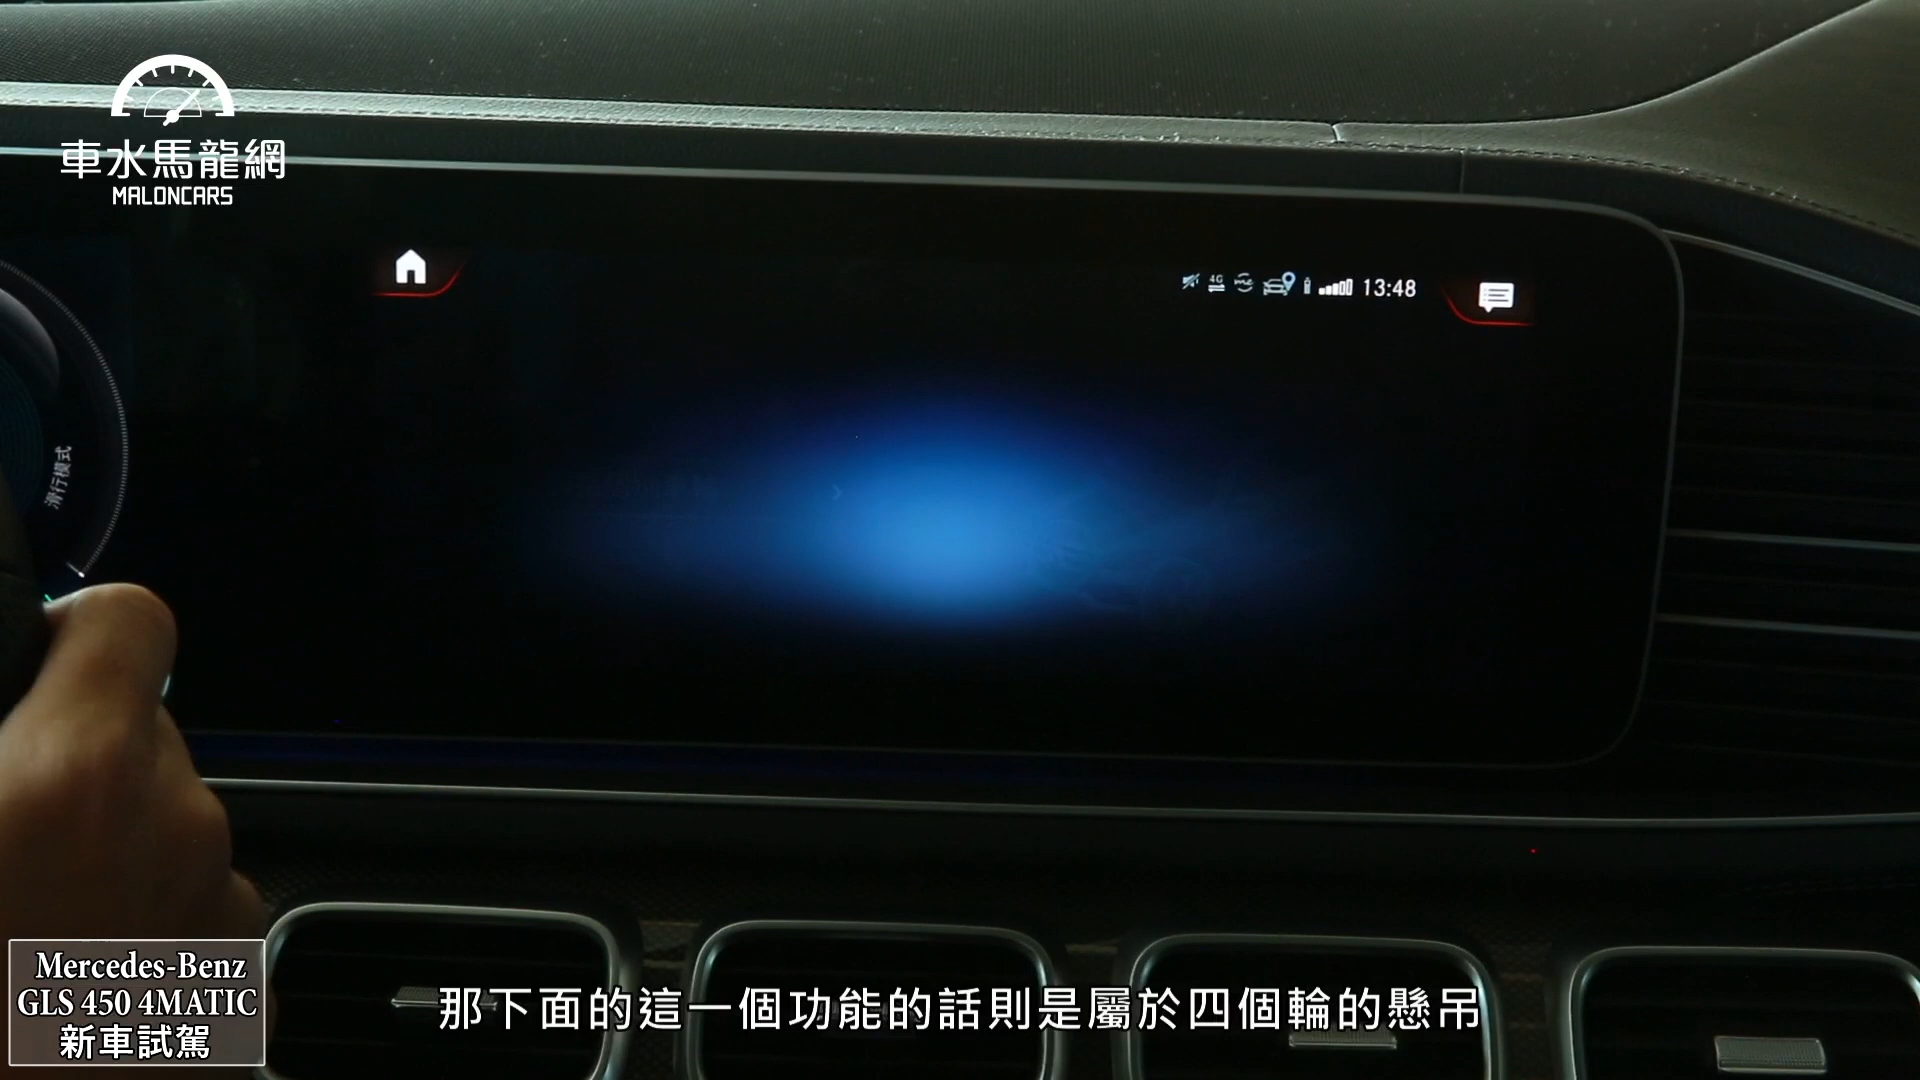 車水馬龍網
MALONCARS
4G
13:48
滑行模式
Mercedes-Benz
GLS 450 4MATIC
新車試駕
那下面的這一個功能的話則是屬於四個輪的懸吊